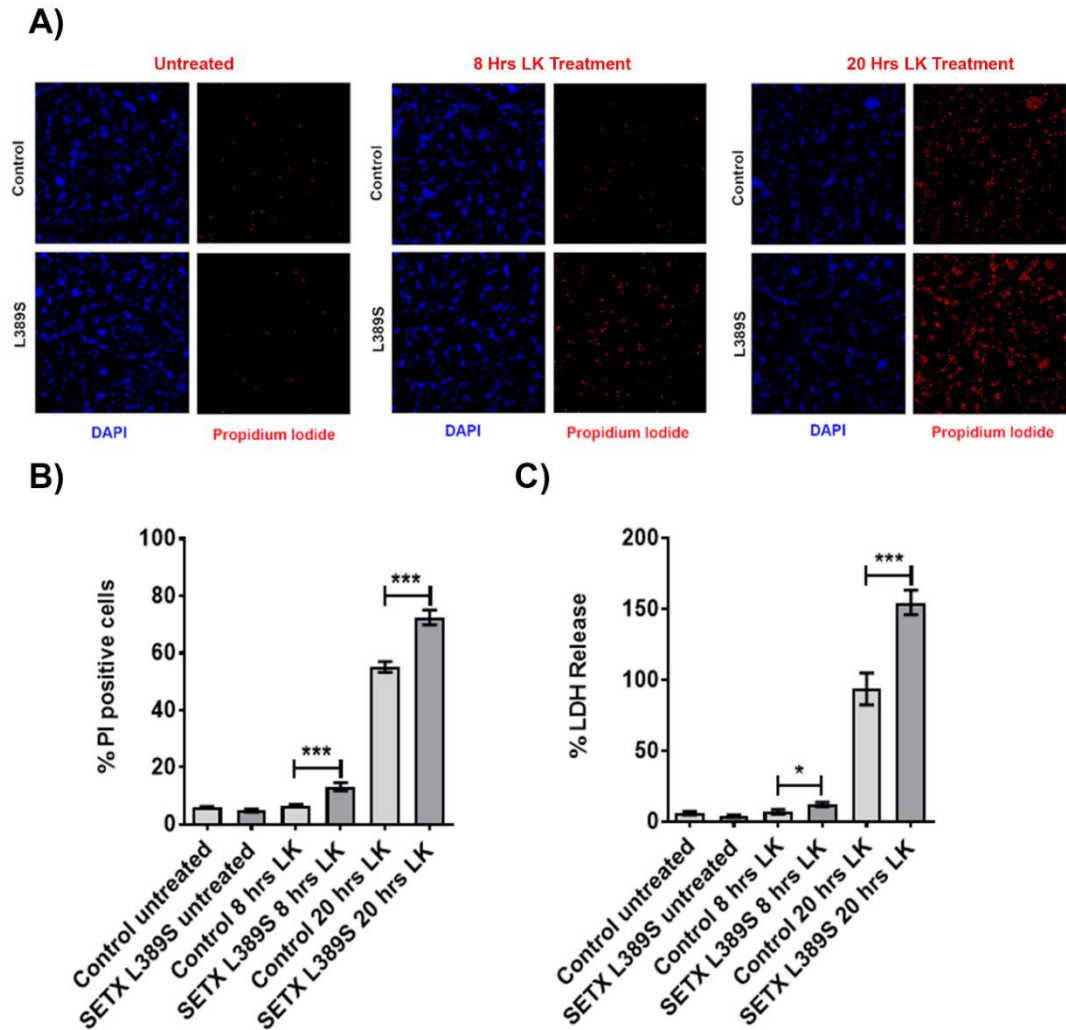 A)
Untreated
8 Hrs LK Treatment
20 Hrs LK Treatment
Control
Control
Control
L389S
L389S
L389S
DAPI
Propidium Iodide
DAPI
Propidium Iodide
DAPI
Propidium Iodide
B)
% PI positive cells
100
80
60
40
20
0
***
***
Control untreated
SETX L389S untreated
Control 8 hrs LK
SETX L389S 8 hrs LK
Control 20 hrs LK
SETX L389S 20 hrs LK
C)
% LDH Release
200
150
100
50
0
*
***
Control untreated
SETX L389S untreated
Control 8 hrs LK
SETX L389S 8 hrs LK
Control 20 hrs LK
SETX L389S 20 hrs LK